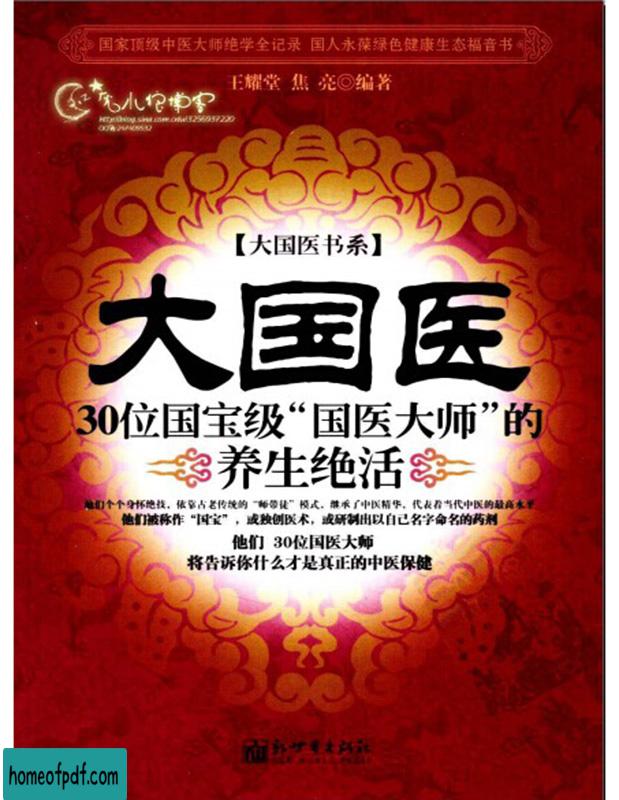 国家顶级中医大师绝学全记录 国人永葆绿色健康生态福音书
王耀堂 焦 亮◎编著
http://blog.sina.com.cn/u/3256937220
【大国医书系】
大国医
30位国宝级“国医大师”的
养生绝活
他们个个身怀绝技，依靠古老传统的“师带徒”模式，继承了中医精华，代表着当代中医的最高水平
他们被称作“国宝”，或独创医术，或研制出以自己名字命名的药剂
他们 30位国医大师
将告诉你什么才是真正的中医保健
新世界出版社
homeofpdf.com